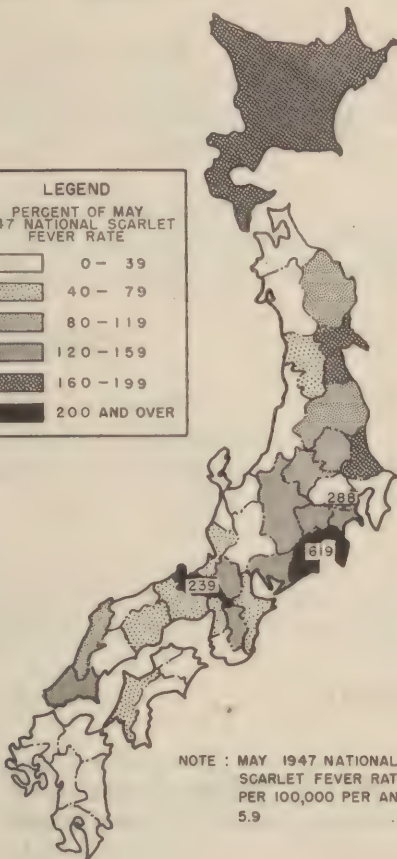 LEGEND
PERCENT OF MAY
47 NATIONAL SCARLET
FEVER RATE
0 – 39
40 – 79
80 – 119
120 – 159
160 – 199
200 AND OVER
288
619
239
NOTE : MAY 1947 NATIONAL
SCARLET FEVER RAT
PER 100,000 PER AN
5.9